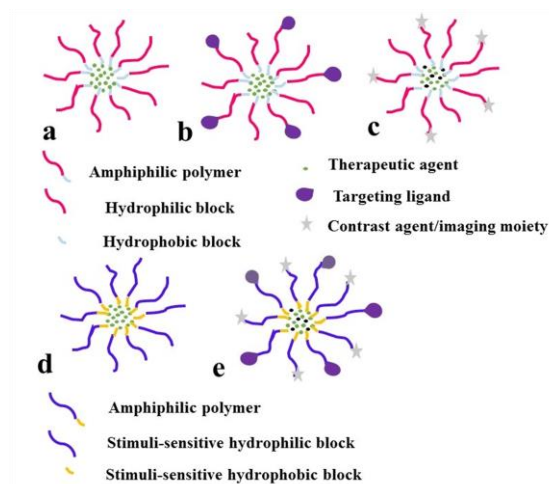 a
b
c
Amphiphilic polymer
Hydrophilic block
Hydrophobic block
Therapeutic agent
Targeting ligand
Contrast agent/imaging moiety
d
e
Amphiphilic polymer
Stimuli-sensitive hydrophilic block
Stimuli-sensitive hydrophobic block